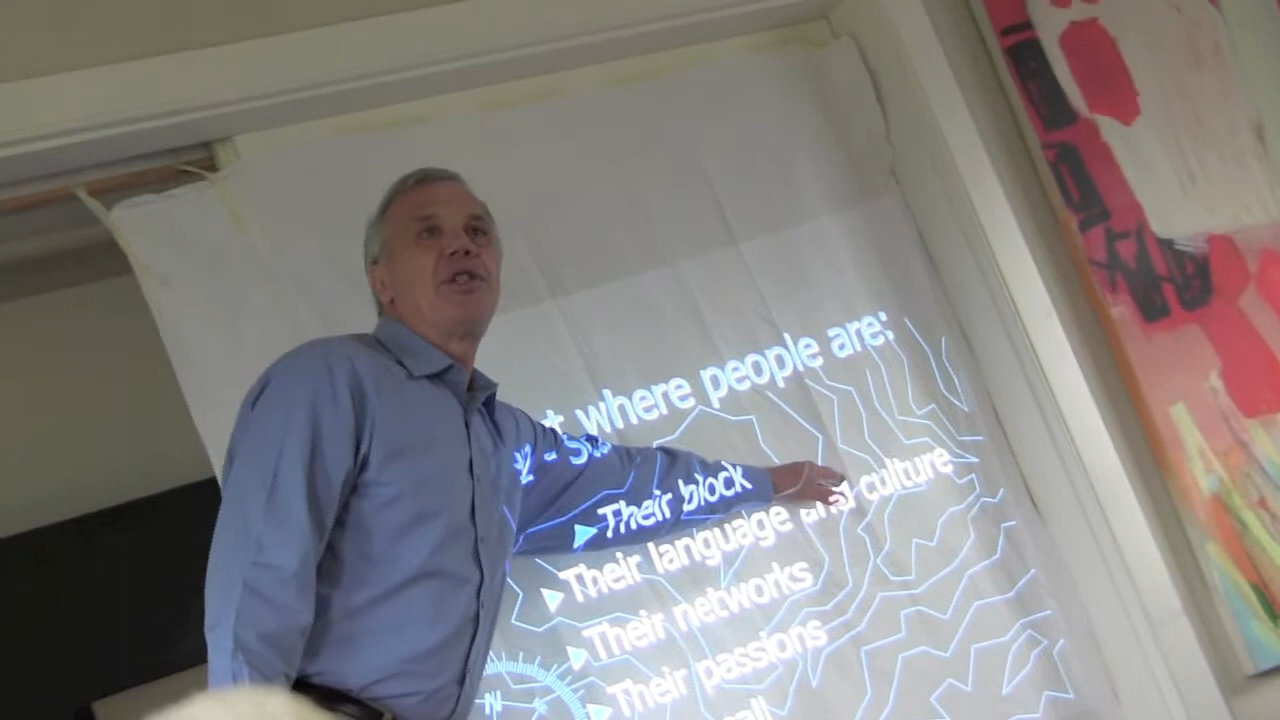 where people are:
Their block
Their language and culture
Their networks
Their passions
N